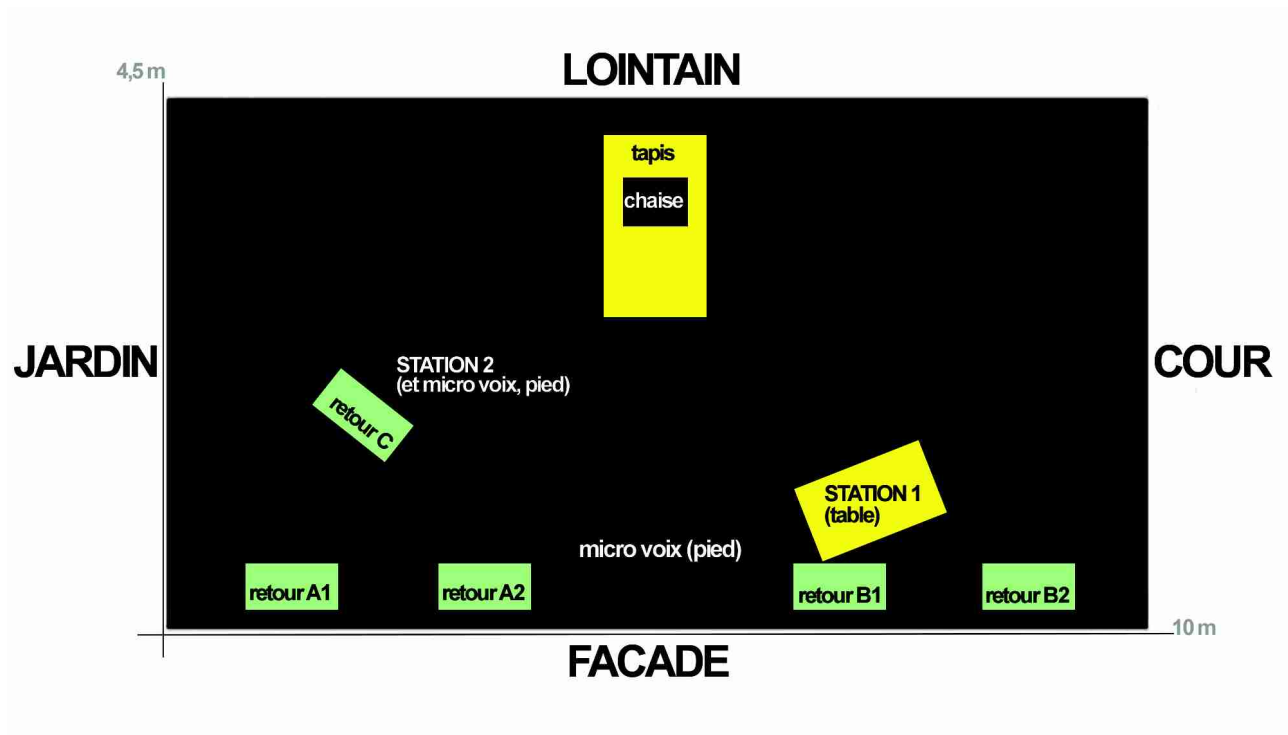 4,5 m
LOINTAIN
tapis
chaise
JARDIN
COUR
STATION 2
(et micro voix, pied)
retour C
STATION 1
(table)
micro voix (pied)
retour A1
retour A2
retour B1
retour B2
10 m
FACADE